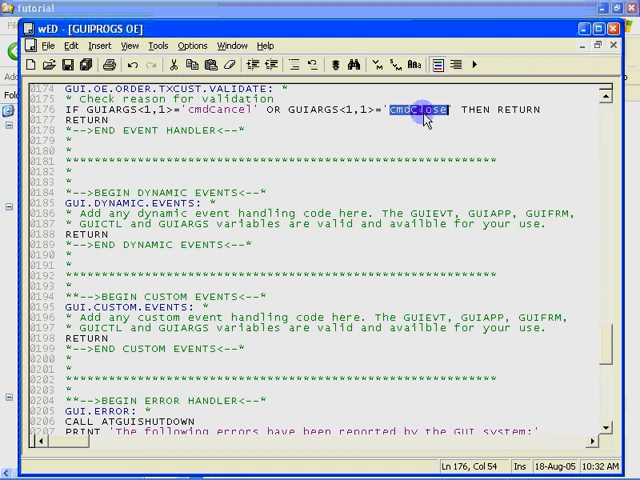 tutorial
wED - [GUIPROGS OE]
File Edit Insert View Tools Options Window Help
0174 GUI.OE.ORDER.TXCUST.VALIDATE: *
0175 * Check reason for validation
0176 IF GUIARGS<1,1>='cmdCancel' OR GUIARGS<1,1>='cmdClose' THEN RETURN
0177 RETURN
0178 *-->END EVENT HANDLER<--*
0179 *
0180 *
0181 **************************************************************
0182 *
0183 *
0184 *-->BEGIN DYNAMIC EVENTS<--*
0185 GUI.DYNAMIC.EVENTS: *
0186 * Add any dynamic event handling code here. The GUIEVT, GUIAPP, GUIFRM,
0187 * GUICTL and GUIARGS variables are valid and availble for your use.
0188 RETURN
0189 *-->END DYNAMIC EVENTS<--*
0190 *
0191 *
0192 **************************************************************
0193 *
0194 **-->BEGIN CUSTOM EVENTS<--*
0195 GUI.CUSTOM.EVENTS: *
0196 * Add any custom event handling code here. The GUIEVT, GUIAPP, GUIFRM,
0197 * GUICTL and GUIARGS variables are valid and availble for your use.
0198 RETURN
0199 *-->END CUSTOM EVENTS<--*
0200 *
0201 *
0202 **************************************************************
0203 *
0204 *-->BEGIN ERROR HANDLER<--*
0205 GUI.ERROR: *
0206 CALL ATGUISHUTDOWN
0207 PRINT 'The following errors have been reported by the GUI system:'
Ln 176, Col 54 Ins 18-Aug-05 10:32 AM